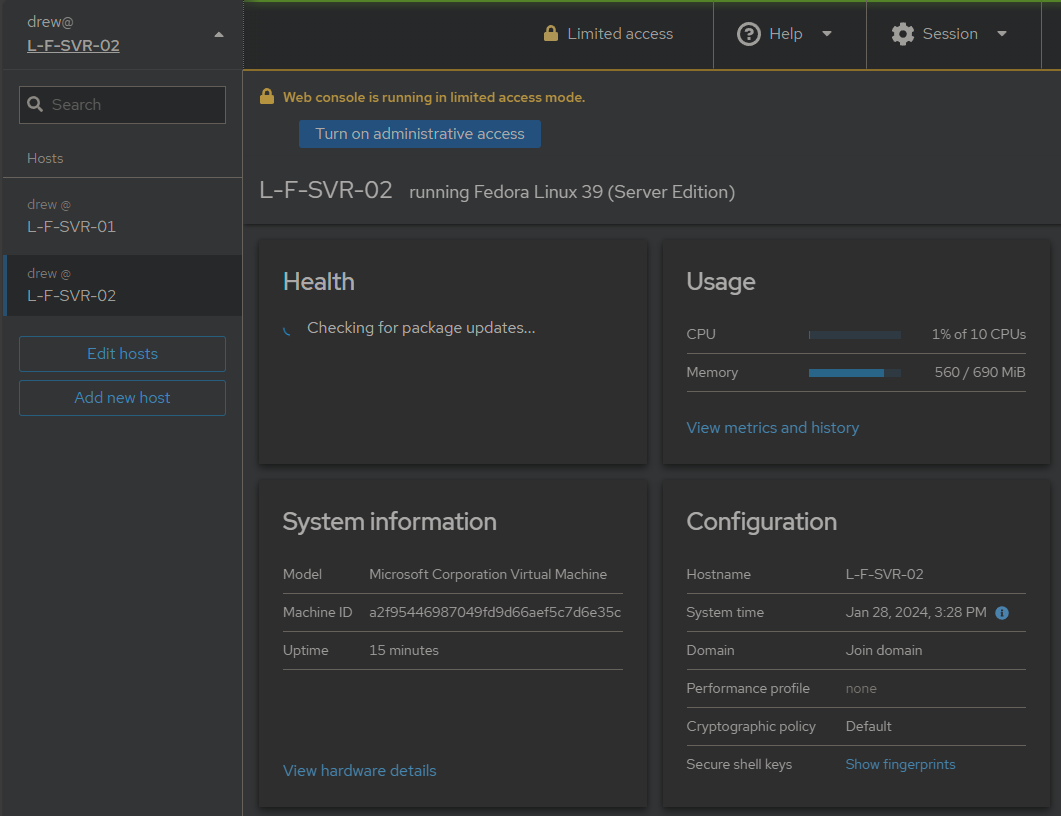 drew@
L-F-SVR-02
Limited access
Help
Session
Search
Hosts
drew @
L-F-SVR-01
drew @
L-F-SVR-02
Edit hosts
Add new host
Web console is running in limited access mode.
Turn on administrative access
L-F-SVR-02 running Fedora Linux 39 (Server Edition)
Health
Checking for package updates...
Usage
CPU 1% of 10 CPUs
Memory 560 / 690 MiB
View metrics and history
System information
Model Microsoft Corporation Virtual Machine
Machine ID a2f95446987049fd9d66aef5c7d6e35c
Uptime 15 minutes
View hardware details
Configuration
Hostname L-F-SVR-02
System time Jan 28, 2024, 3:28 PM
Domain Join domain
Performance profile none
Cryptographic policy Default
Secure shell keys Show fingerprints